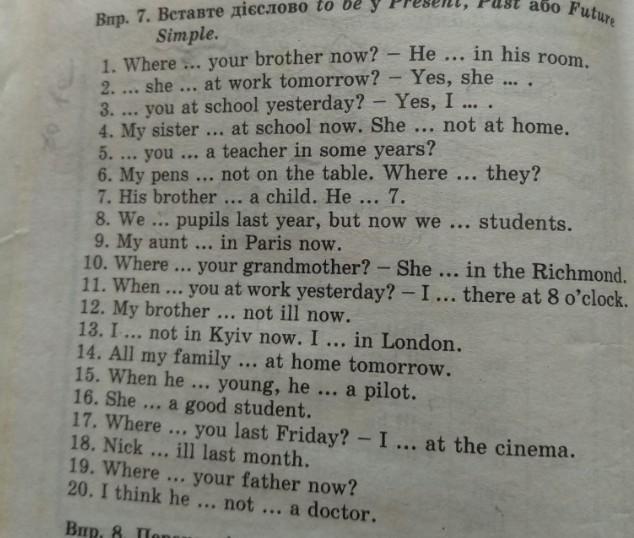 Впр. 7. Вставте дієслово to be у Present, Past або Future
Simple.
1. Where ... your brother now? – He ... in his room.
2. ... she ... at work tomorrow? – Yes, she ... .
3. ... you at school yesterday? – Yes, I ... .
4. My sister ... at school now. She ... not at home.
5. ... you ... a teacher in some years?
6. My pens ... not on the table. Where ... they?
7. His brother ... a child. He ... 7.
8. We ... pupils last year, but now we ... students.
9. My aunt ... in Paris now.
10. Where ... your grandmother? – She ... in the Richmond.
11. When ... you at work yesterday? – I ... there at 8 o'clock.
12. My brother ... not ill now.
13. I ... not in Kyiv now. I ... in London.
14. All my family ... at home tomorrow.
15. When he ... young, he ... a pilot.
16. She ... a good student.
17. Where ... you last Friday? – I ... at the cinema.
18. Nick ... ill last month.
19. Where ... your father now?
20. I think he ... not ... a doctor.
Впр. 8.